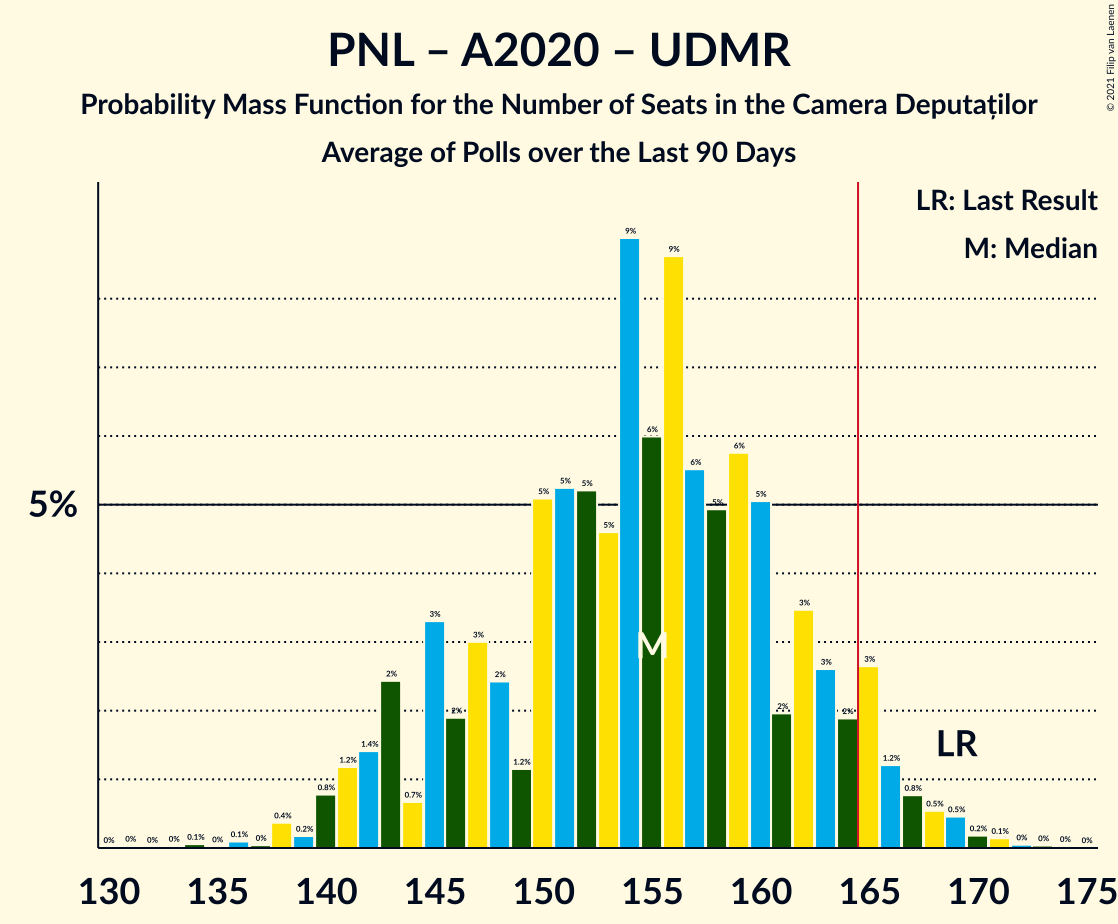 PNL – A2020 – UDMR
Probability Mass Function for the Number of Seats in the Camera Deputaților
Average of Polls over the Last 90 Days
© 2021 Filip van Laenen
LR: Last Result
M: Median
5%
0% 0% 0% 0% 0.1% 0% 0.1% 0% 0.4% 0.2% 0.8% 1.2% 1.4% 2% 0.7% 3% 2% 3% 2% 1.2% 5% 5% 5% 5% 9% 6% 9% 6% 5% 6% 5% 2% 3% 3% 2% 3% 1.2% 0.8% 0.5% 0.5% 0.2% 0.1% 0% 0% 0% 0%
M
LR
130 135 140 145 150 155 160 165 170 175